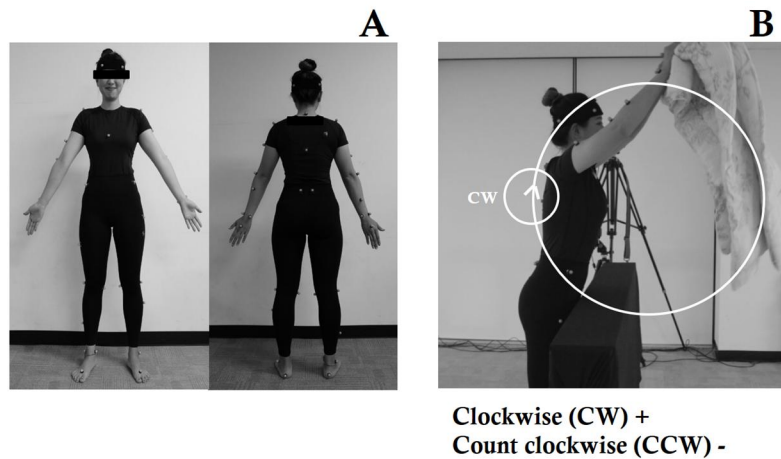 A
B
CW
Clockwise (CW) +
Count clockwise (CCW) -